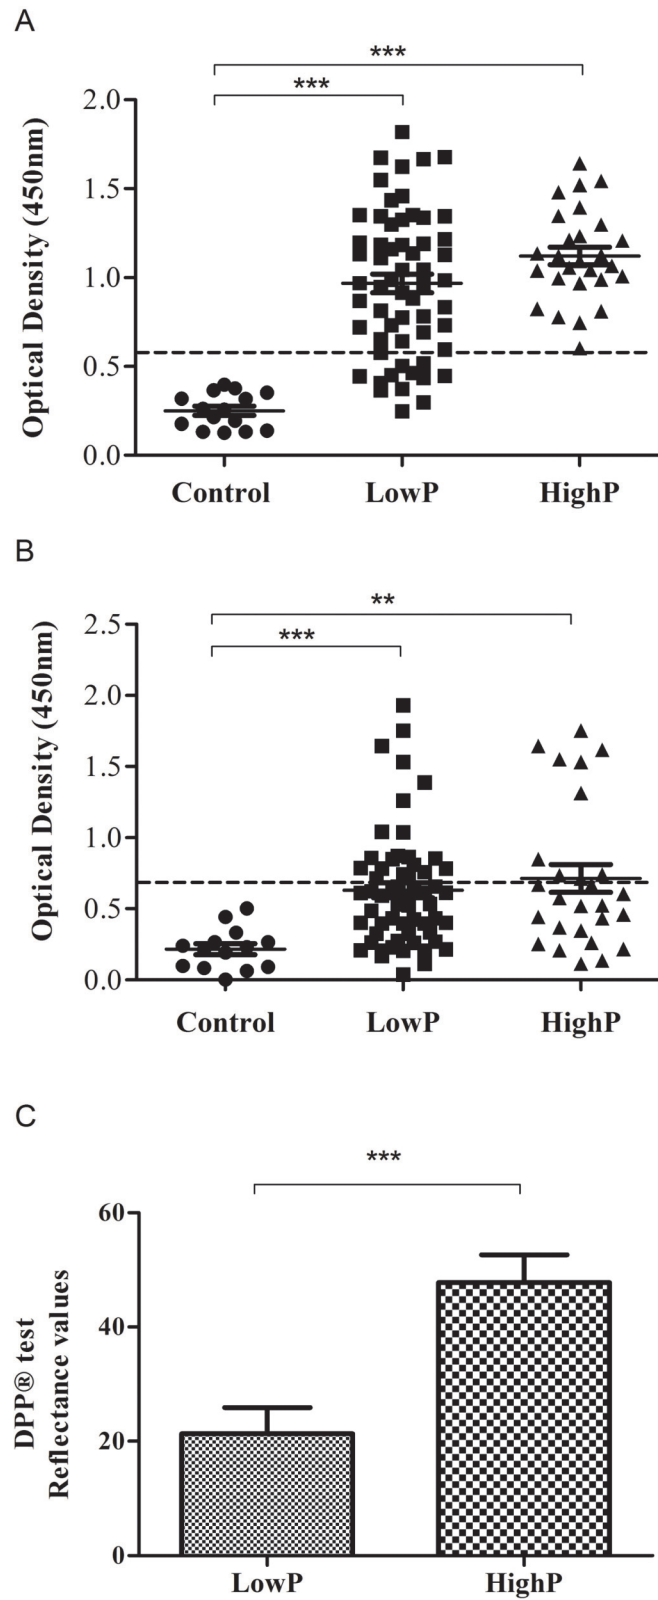 A
***
***
2.0
1.5
1.0
0.5
0.0
Optical Density (450nm)
Control LowP HighP
B
**
***
2.5
2.0
1.5
1.0
0.5
0.0
Optical Density (450nm)
Control LowP HighP
C
***
60
40
20
0
DPP® test
Reflectance values
LowP HighP